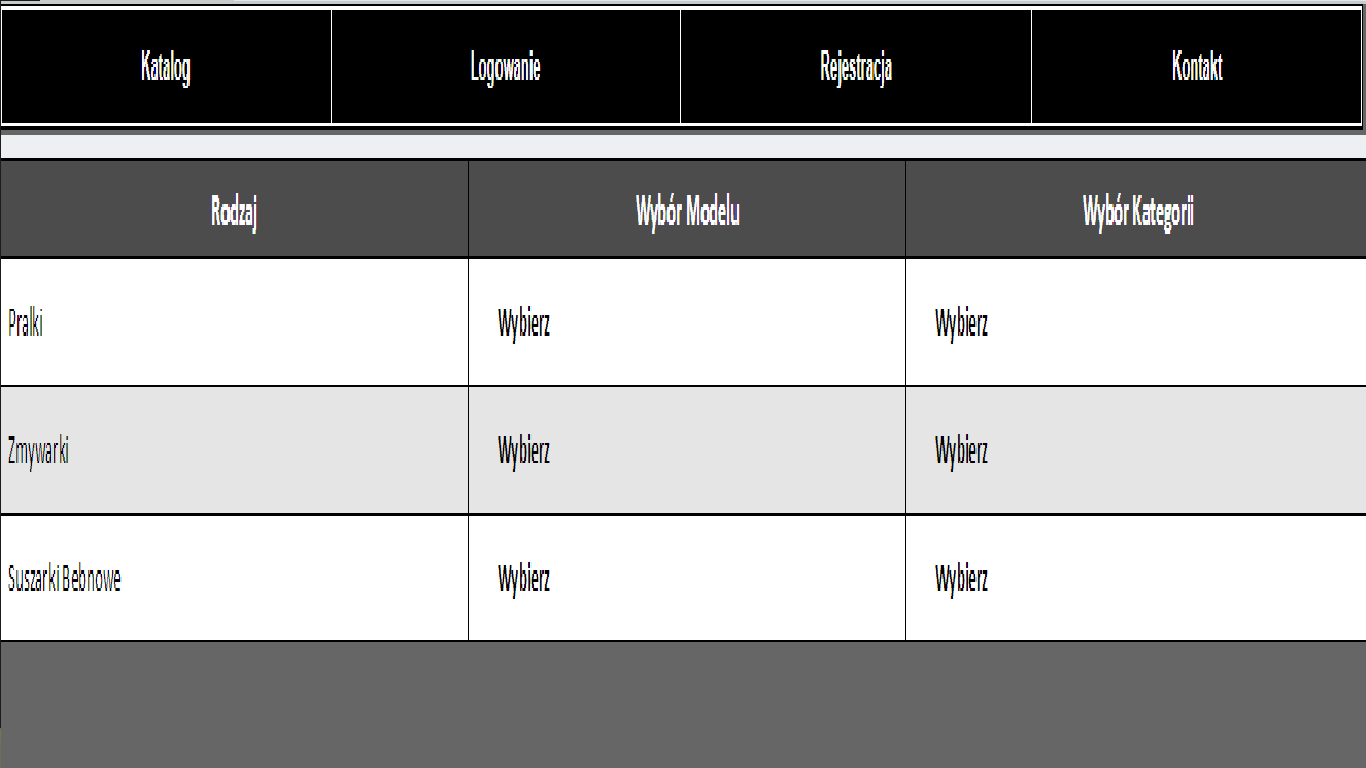 Katalog Logowanie Rejestracja Kontakt
Rodzaj Wybór Modelu Wybór Kategorii
Pralki Wybierz Wybierz
Zmywarki Wybierz Wybierz
Suszarki Bebnowe Wybierz Wybierz